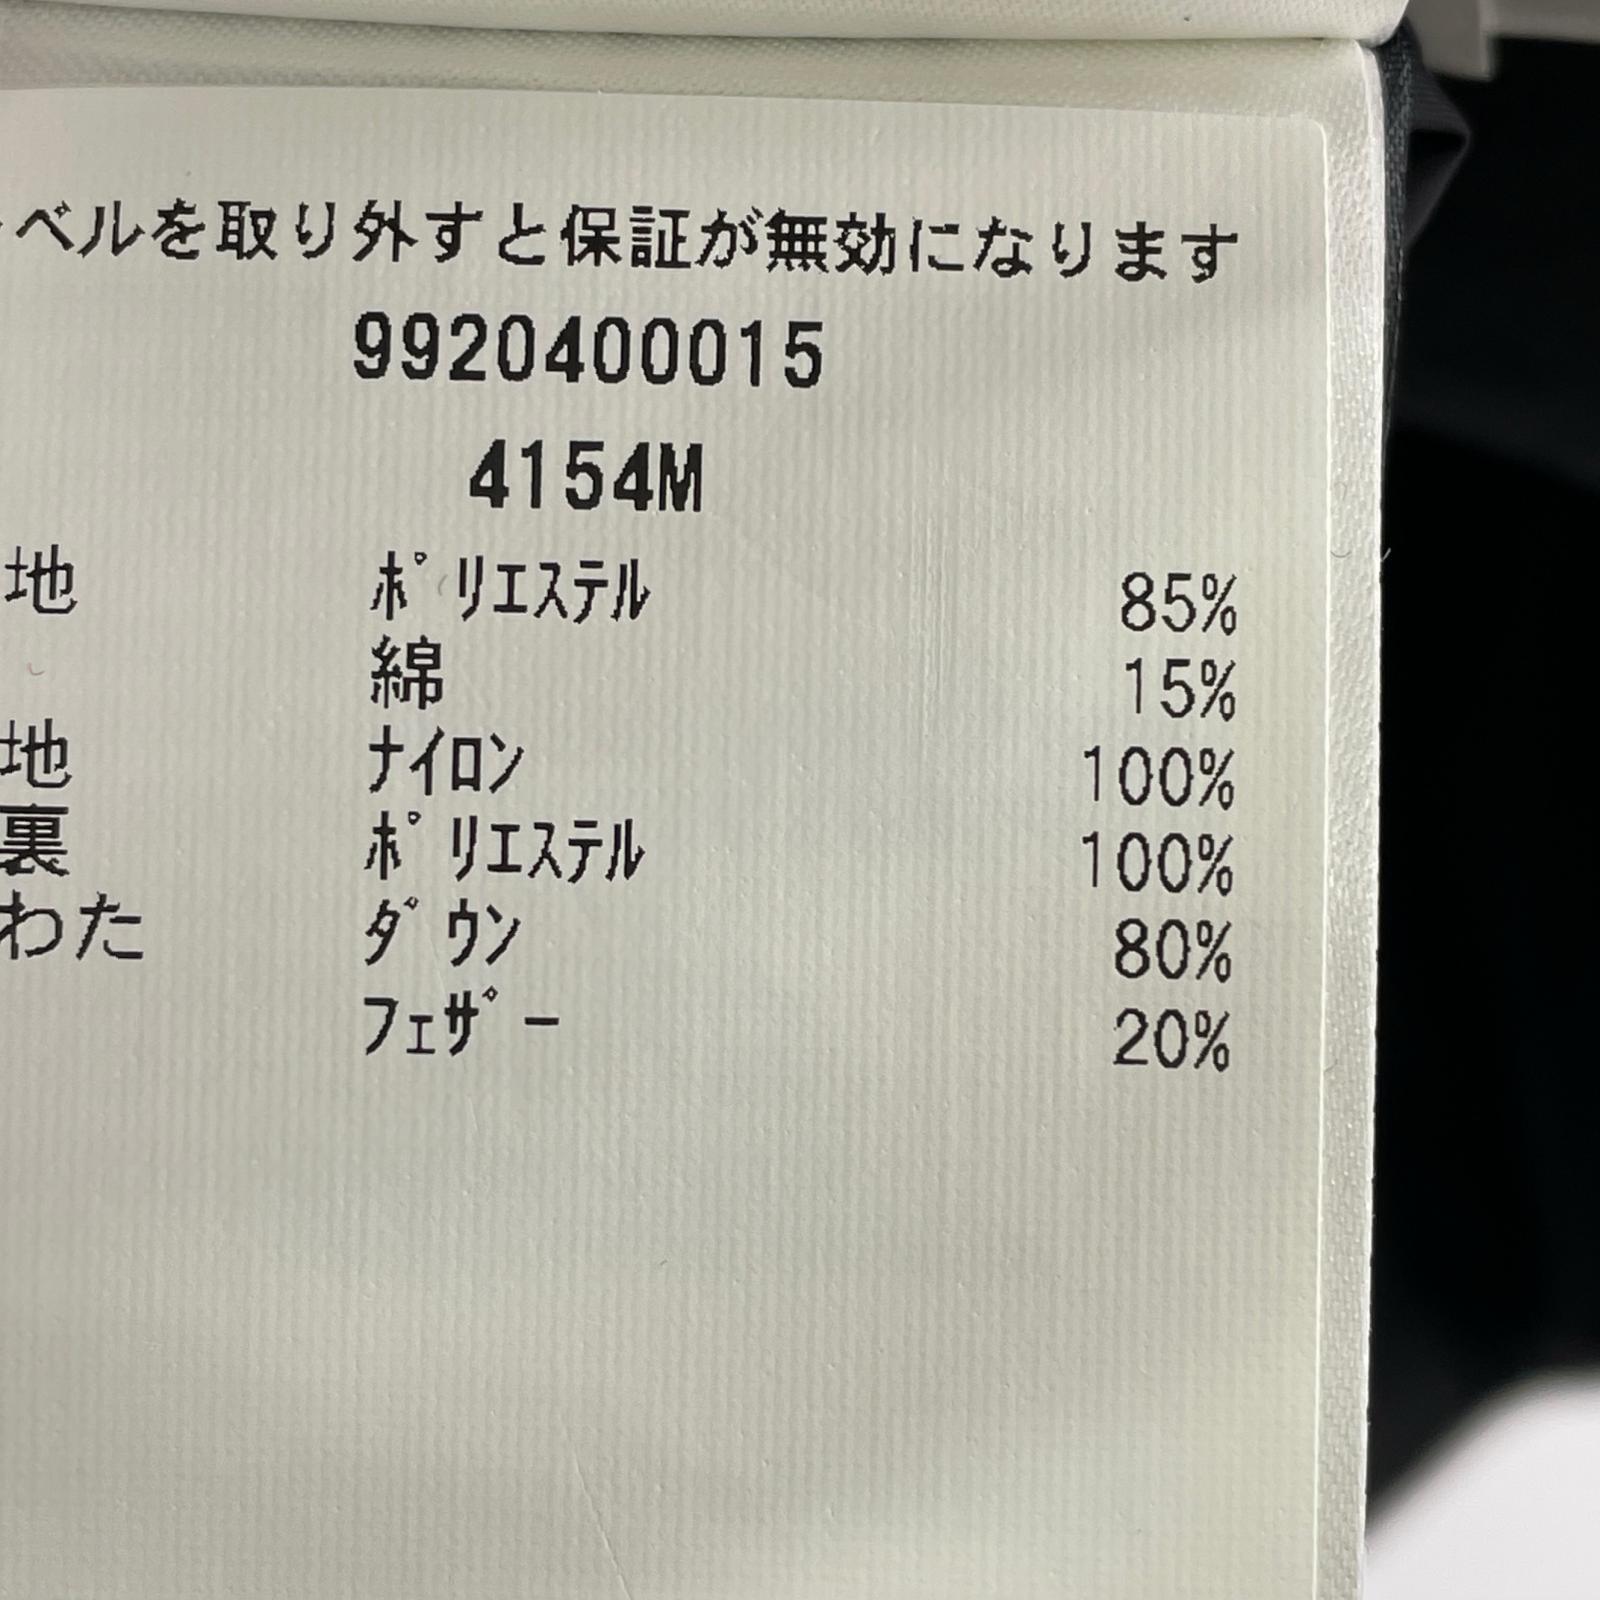 ベルを取り外すと保証が無効になります
9920400015
4154M
地 ポリエステル 85%
綿 15%
地 ナイロン 100%
裏 ポリエステル 100%
わた ダウン 80%
フェザー 20%